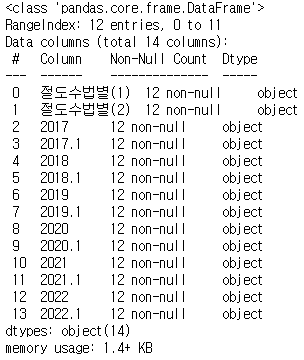 <class 'pandas.core.frame.DataFrame'>
RangeIndex: 12 entries, 0 to 11
Data columns (total 14 columns):
 #   Column      Non-Null Count  Dtype
---  ------      --------------  -----
 0   절도수법별(1)  12 non-null     object
 1   절도수법별(2)  12 non-null     object
 2   2017        12 non-null     object
 3   2017.1      12 non-null     object
 4   2018        12 non-null     object
 5   2018.1      12 non-null     object
 6   2019        12 non-null     object
 7   2019.1      12 non-null     object
 8   2020        12 non-null     object
 9   2020.1      12 non-null     object
 10  2021        12 non-null     object
 11  2021.1      12 non-null     object
 12  2022        12 non-null     object
 13  2022.1      12 non-null     object
dtypes: object(14)
memory usage: 1.4+ KB